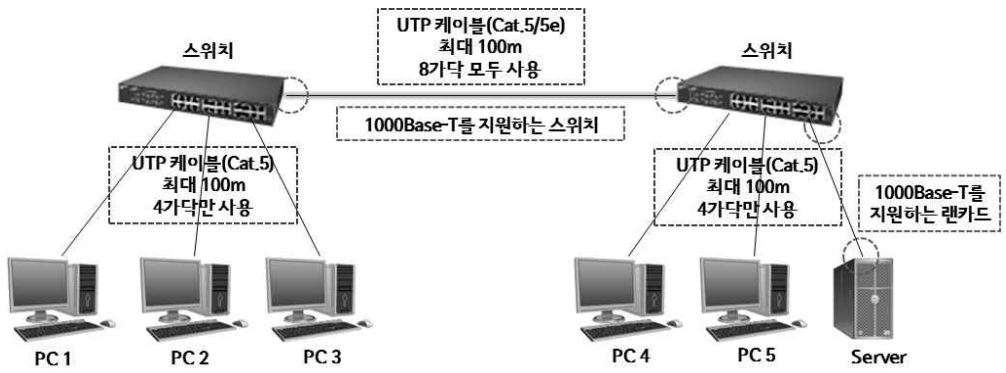 UTP 케이블(Cat.5/5e)
최대 100m
8가닥 모두 사용
스위치
스위치
1000Base-T를 지원하는 스위치
UTP 케이블(Cat.5)
최대 100m
4가닥만 사용
UTP 케이블(Cat.5)
최대 100m
4가닥만 사용
1000Base-T를
지원하는 랜카드
PC 1
PC 2
PC 3
PC 4
PC 5
Server